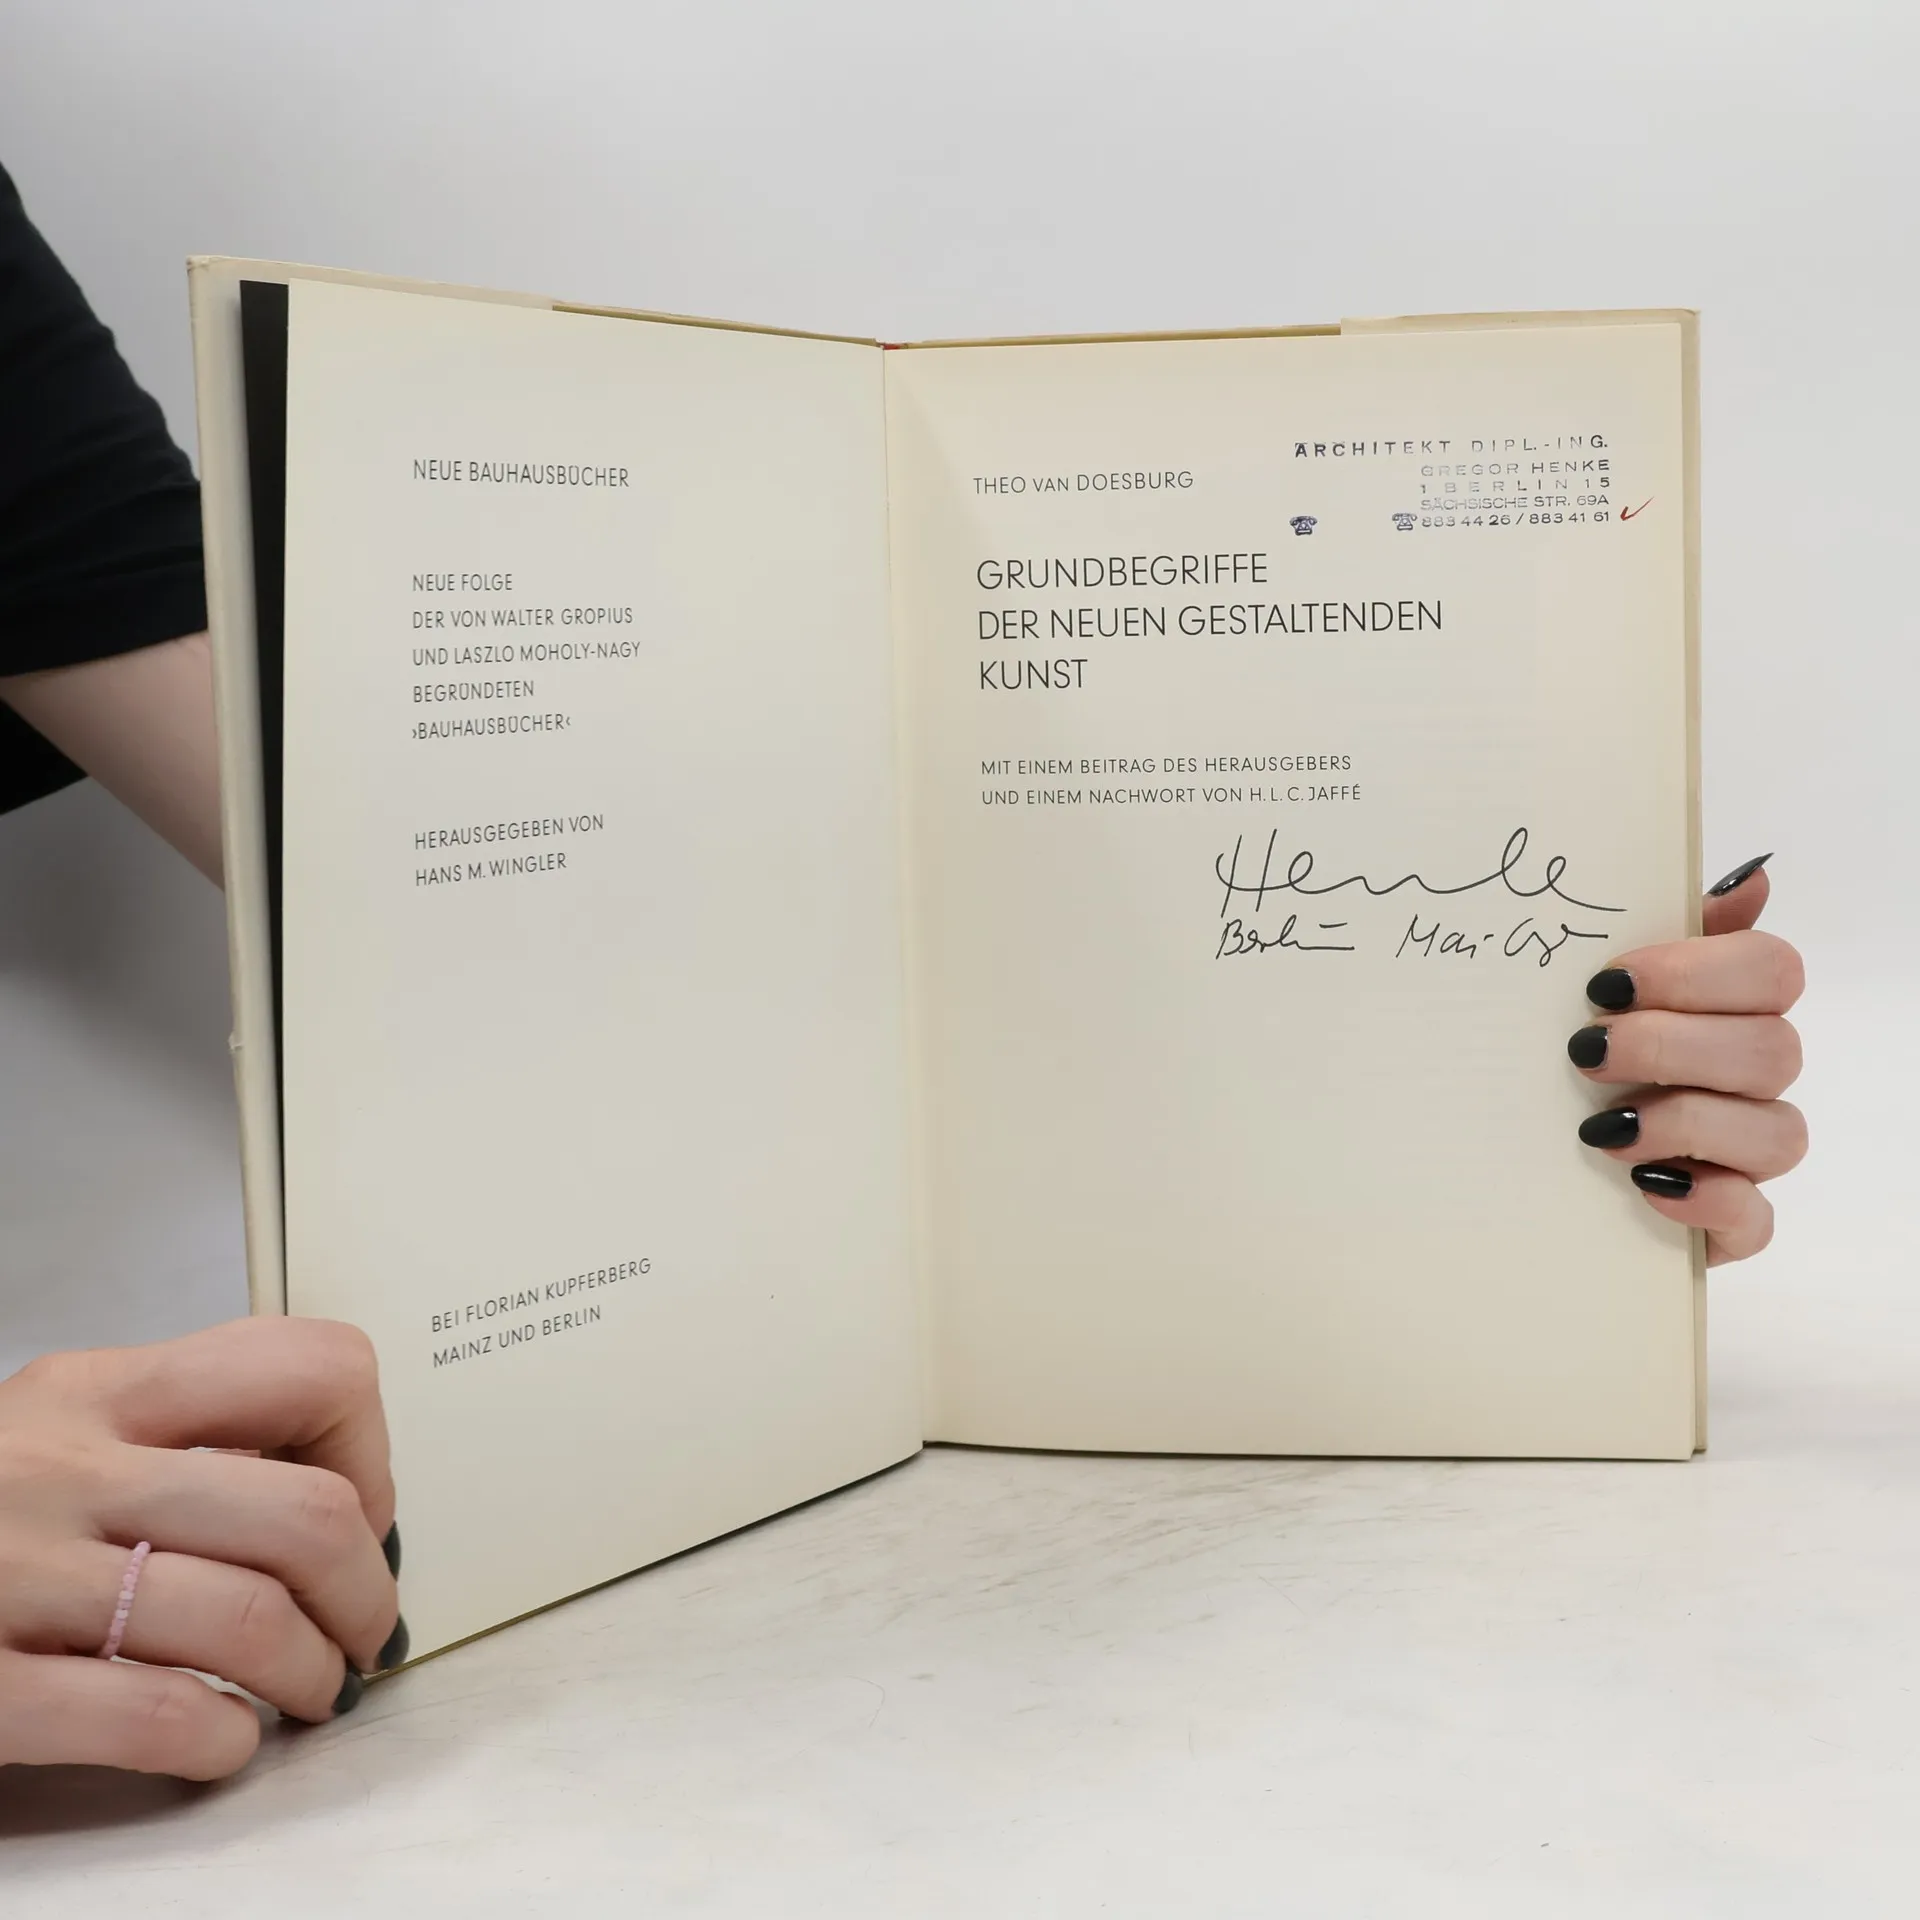 NEUE BAUHAUSBÜCHER
NEUE FOLGE
DER VON WALTER GROPIUS
UND LASZLO MOHOLY-NAGY
BEGRÜNDETEN
›BAUHAUSBÜCHER‹
HERAUSGEGEBEN VON
HANS M. WINGLER
BEI FLORIAN KUPFERBERG
MAINZ UND BERLIN
ARCHITEKT DIPL.-ING.
GREGOR HENKE
1 BERLIN 15
SÄCHSISCHE STR. 69A
883 44 26 / 883 41 61
THEO VAN DOESBURG
GRUNDBEGRIFFE
DER NEUEN GESTALTENDEN
KUNST
MIT EINEM BEITRAG DES HERAUSGEBERS
UND EINEM NACHWORT VON H. L. C. JAFFÉ
Henke
Berlin Mai